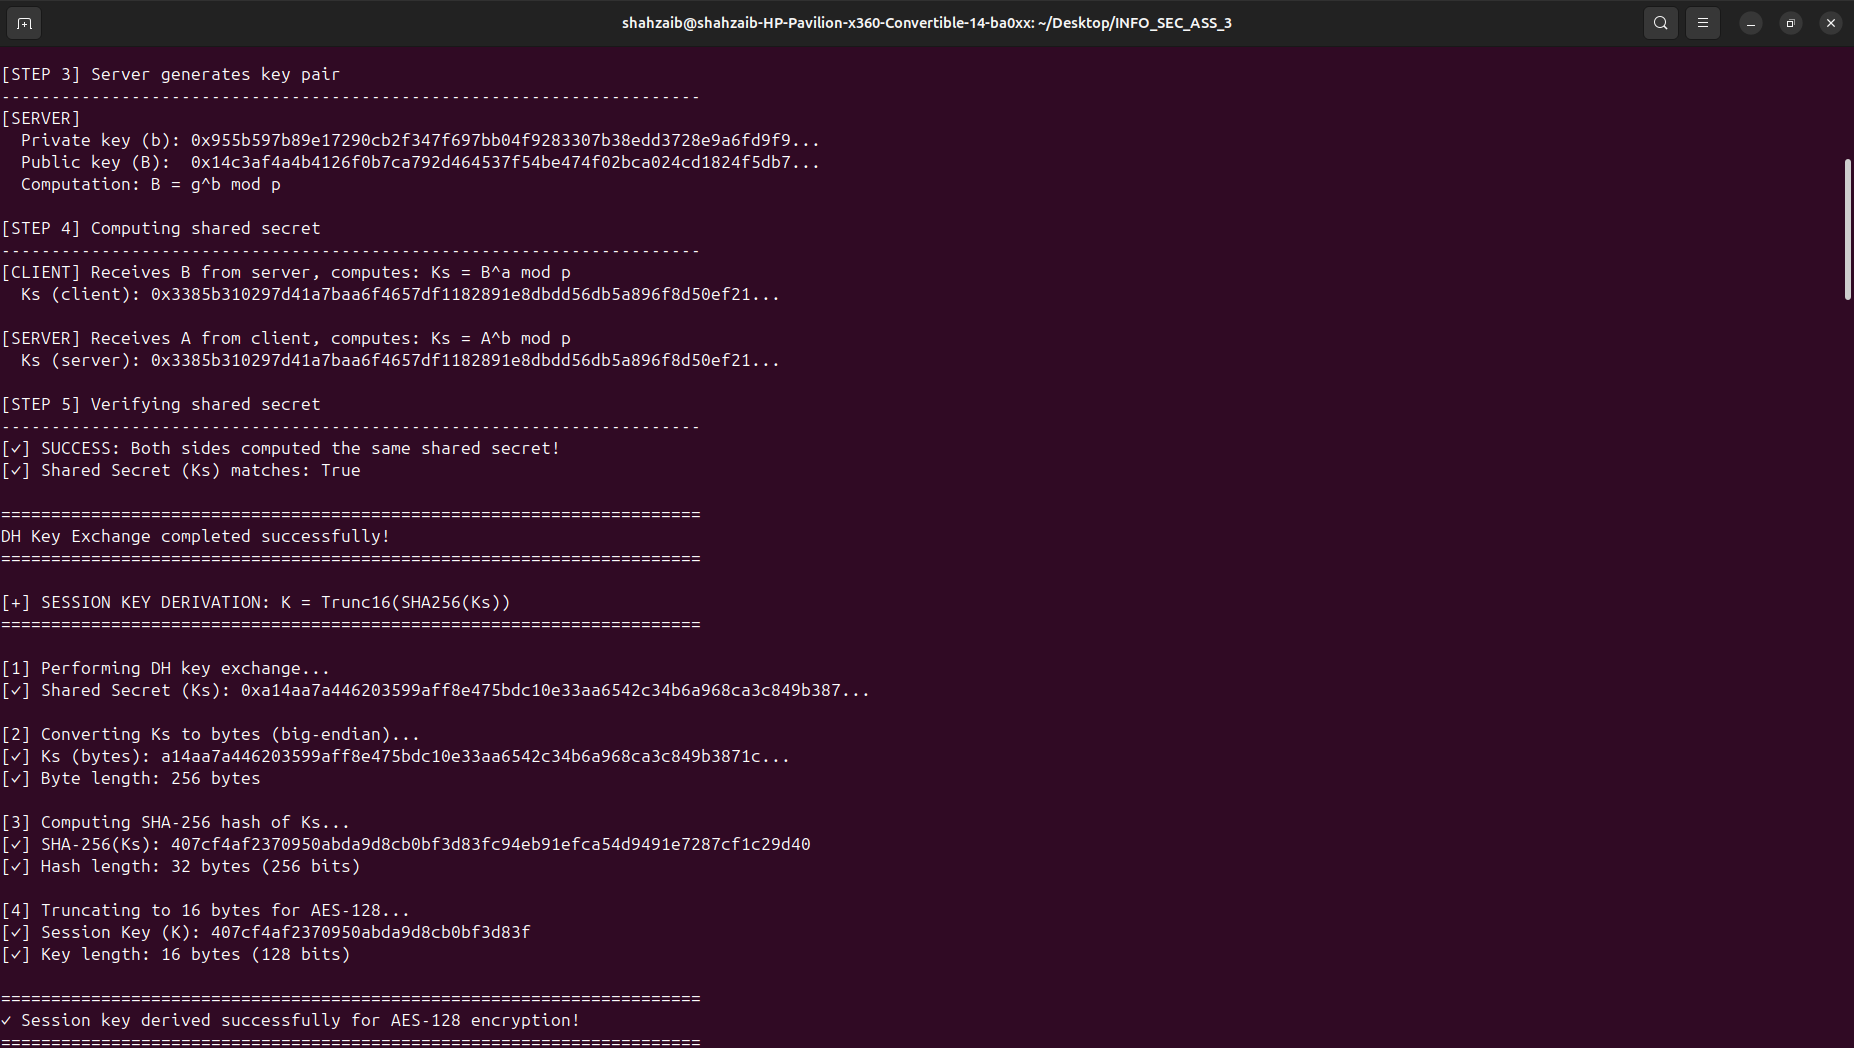 shahzaib@shahzaib-HP-Pavilion-x360-Convertible-14-ba0xx: ~/Desktop/INFO_SEC_ASS_3
[STEP 3] Server generates key pair
----------------------------------------------------------------------
[SERVER]
  Private key (b): 0x955b597b89e17290cb2f347f697bb04f9283307b38edd3728e9a6fd9f9...
  Public key (B):  0x14c3af4a4b4126f0b7ca792d464537f54be474f02bca024cd1824f5db7...
  Computation: B = g^b mod p
[STEP 4] Computing shared secret
----------------------------------------------------------------------
[CLIENT] Receives B from server, computes: Ks = B^a mod p
  Ks (client): 0x3385b310297d41a7baa6f4657df1182891e8dbdd56db5a896f8d50ef21...
[SERVER] Receives A from client, computes: Ks = A^b mod p
  Ks (server): 0x3385b310297d41a7baa6f4657df1182891e8dbdd56db5a896f8d50ef21...
[STEP 5] Verifying shared secret
----------------------------------------------------------------------
[✓] SUCCESS: Both sides computed the same shared secret!
[✓] Shared Secret (Ks) matches: True
======================================================================
DH Key Exchange completed successfully!
======================================================================
[+] SESSION KEY DERIVATION: K = Trunc16(SHA256(Ks))
======================================================================
[1] Performing DH key exchange...
[✓] Shared Secret (Ks): 0xa14aa7a446203599aff8e475bdc10e33aa6542c34b6a968ca3c849b387...
[2] Converting Ks to bytes (big-endian)...
[✓] Ks (bytes): a14aa7a446203599aff8e475bdc10e33aa6542c34b6a968ca3c849b3871c...
[✓] Byte length: 256 bytes
[3] Computing SHA-256 hash of Ks...
[✓] SHA-256(Ks): 407cf4af2370950abda9d8cb0bf3d83fc94eb91efca54d9491e7287cf1c29d40
[✓] Hash length: 32 bytes (256 bits)
[4] Truncating to 16 bytes for AES-128...
[✓] Session Key (K): 407cf4af2370950abda9d8cb0bf3d83f
[✓] Key length: 16 bytes (128 bits)
======================================================================
✓ Session key derived successfully for AES-128 encryption!
======================================================================